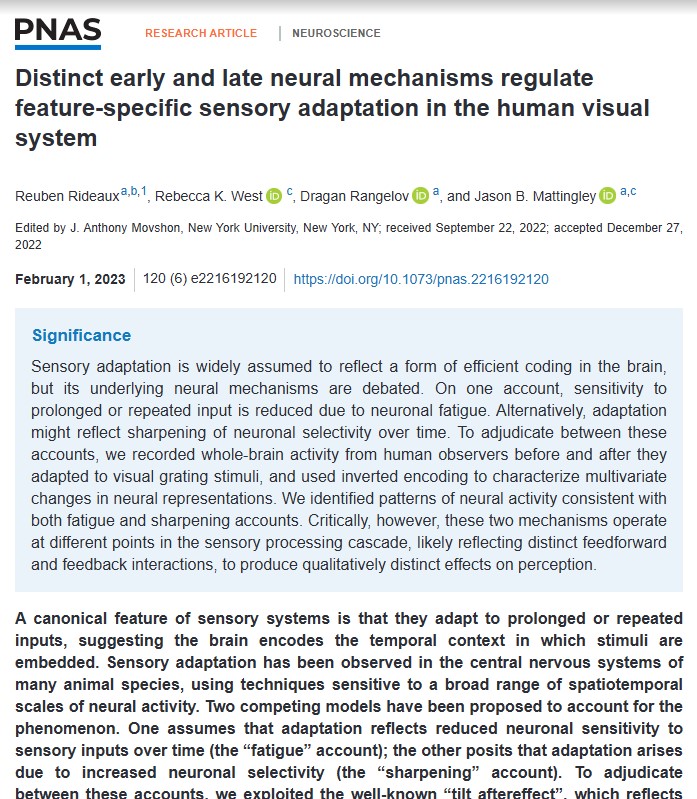 PNAS
RESEARCH ARTICLE | NEUROSCIENCE
Distinct early and late neural mechanisms regulate
feature-specific sensory adaptation in the human visual
system
Reuben Rideaux a,b,1, Rebecca K. West iD c, Dragan Rangelov iD a, and Jason B. Mattingley iD a,c
Edited by J. Anthony Movshon, New York University, New York, NY; received September 22, 2022; accepted December 27,
2022
February 1, 2023 | 120 (6) e2216192120 | https://doi.org/10.1073/pnas.2216192120
Significance
Sensory adaptation is widely assumed to reflect a form of efficient coding in the brain,
but its underlying neural mechanisms are debated. On one account, sensitivity to
prolonged or repeated input is reduced due to neuronal fatigue. Alternatively, adaptation
might reflect sharpening of neuronal selectivity over time. To adjudicate between these
accounts, we recorded whole-brain activity from human observers before and after they
adapted to visual grating stimuli, and used inverted encoding to characterize multivariate
changes in neural representations. We identified patterns of neural activity consistent with
both fatigue and sharpening accounts. Critically, however, these two mechanisms operate
at different points in the sensory processing cascade, likely reflecting distinct feedforward
and feedback interactions, to produce qualitatively distinct effects on perception.
A canonical feature of sensory systems is that they adapt to prolonged or repeated
inputs, suggesting the brain encodes the temporal context in which stimuli are
embedded. Sensory adaptation has been observed in the central nervous systems of
many animal species, using techniques sensitive to a broad range of spatiotemporal
scales of neural activity. Two competing models have been proposed to account for the
phenomenon. One assumes that adaptation reflects reduced neuronal sensitivity to
sensory inputs over time (the “fatigue” account); the other posits that adaptation arises
due to increased neuronal selectivity (the “sharpening” account). To adjudicate
between these accounts, we exploited the well-known “tilt aftereffect”, which reflects